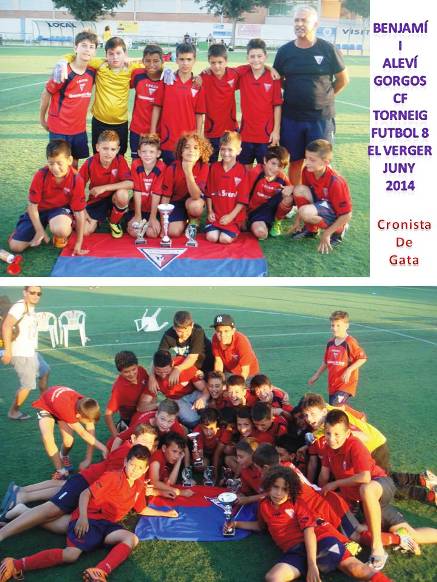 BENJAMÍ
I
ALEVÍ
GORGOS
CF
TORNEIG
FUTBOL 8
EL VERGER
JUNY
2014
Cronista
De
Gata